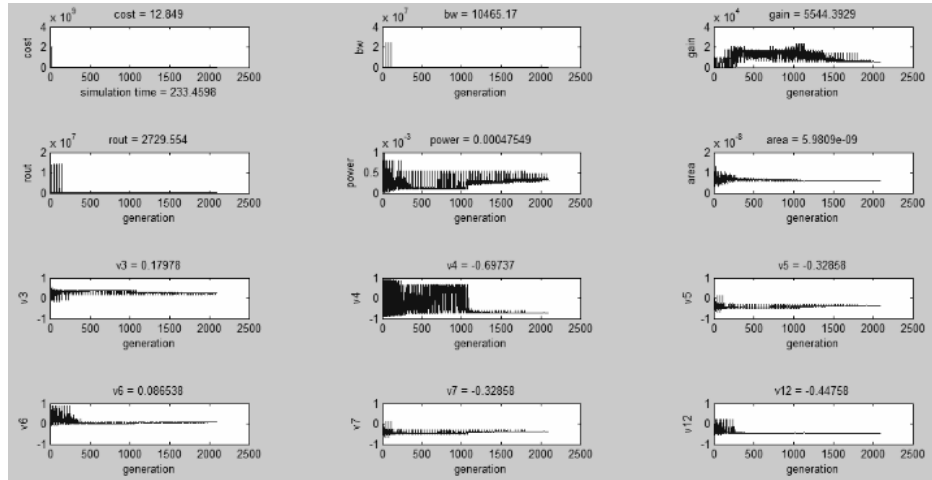 cost = 12.849
x 10^9
4
2
0
cost
0 500 1000 1500 2000 2500
simulation time = 233.4598
bw = 10465.17
x 10^7
4
2
0
bw
0 500 1000 1500 2000 2500
generation
gain = 5544.3929
x 10^4
4
2
0
gain
0 500 1000 1500 2000 2500
generation
rout = 2729.554
x 10^7
2
1
0
rout
0 500 1000 1500 2000 2500
generation
power = 0.00047549
x 10^-3
1
0.5
0
power
0 500 1000 1500 2000 2500
generation
area = 5.9809e-09
x 10^-8
2
1
0
area
0 500 1000 1500 2000 2500
generation
v3 = 0.17978
1
0
-1
v3
0 500 1000 1500 2000 2500
generation
v4 = -0.69737
1
0
-1
v4
0 500 1000 1500 2000 2500
generation
v5 = -0.32858
1
0
-1
v5
0 500 1000 1500 2000 2500
generation
v6 = 0.086538
1
0
-1
v6
0 500 1000 1500 2000 2500
generation
v7 = -0.32858
1
0
-1
v7
0 500 1000 1500 2000 2500
generation
v12 = -0.44758
1
0
-1
v12
0 500 1000 1500 2000 2500
generation